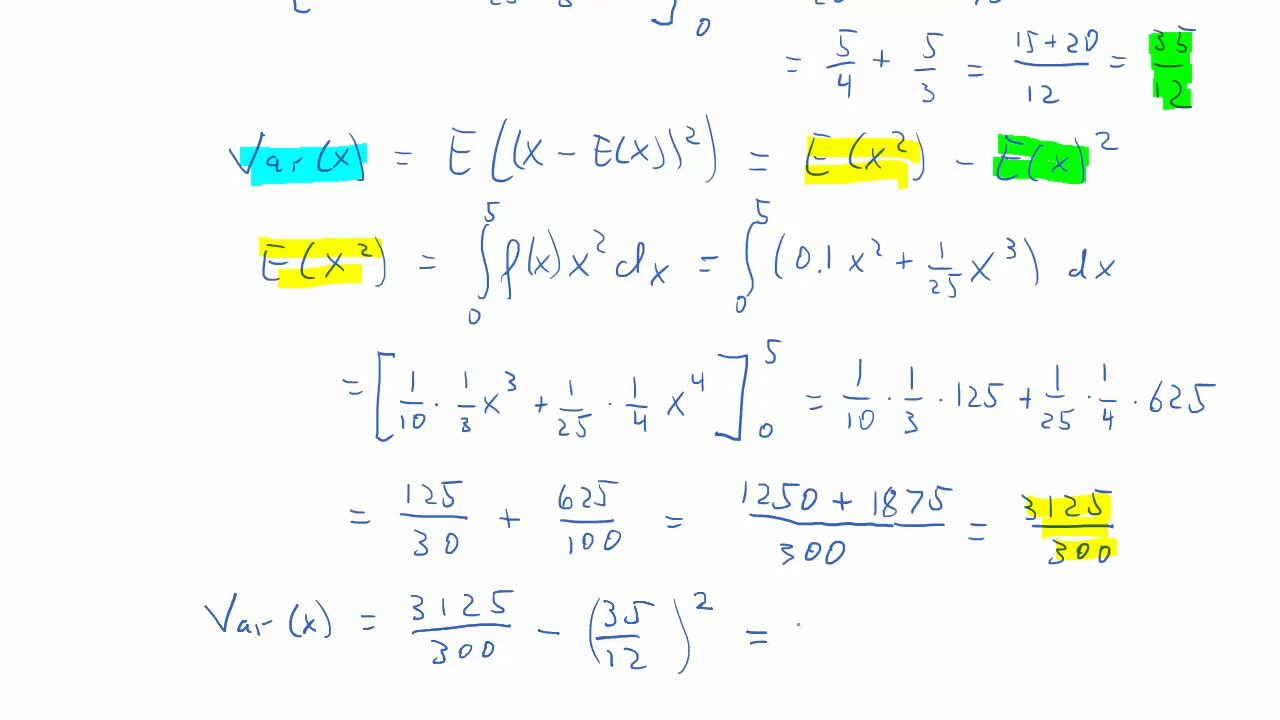 = 5/4 + 5/3 = (15+20)/12 = 35/12
Var(x) = E((X − E(X))²) = E(x²) − E(x)²
E(x²) = ∫₀⁵ f(x)x² dx = ∫₀⁵ (0.1x² + 1/25 x³) dx
= [1/10 · 1/3 x³ + 1/25 · 1/4 x⁴]₀⁵ = 1/10 · 1/3 · 125 + 1/25 · 1/4 · 625
= 125/30 + 625/100 = (1250 + 1875)/300 = 3125/300
Var(x) = 3125/300 − (35/12)² =